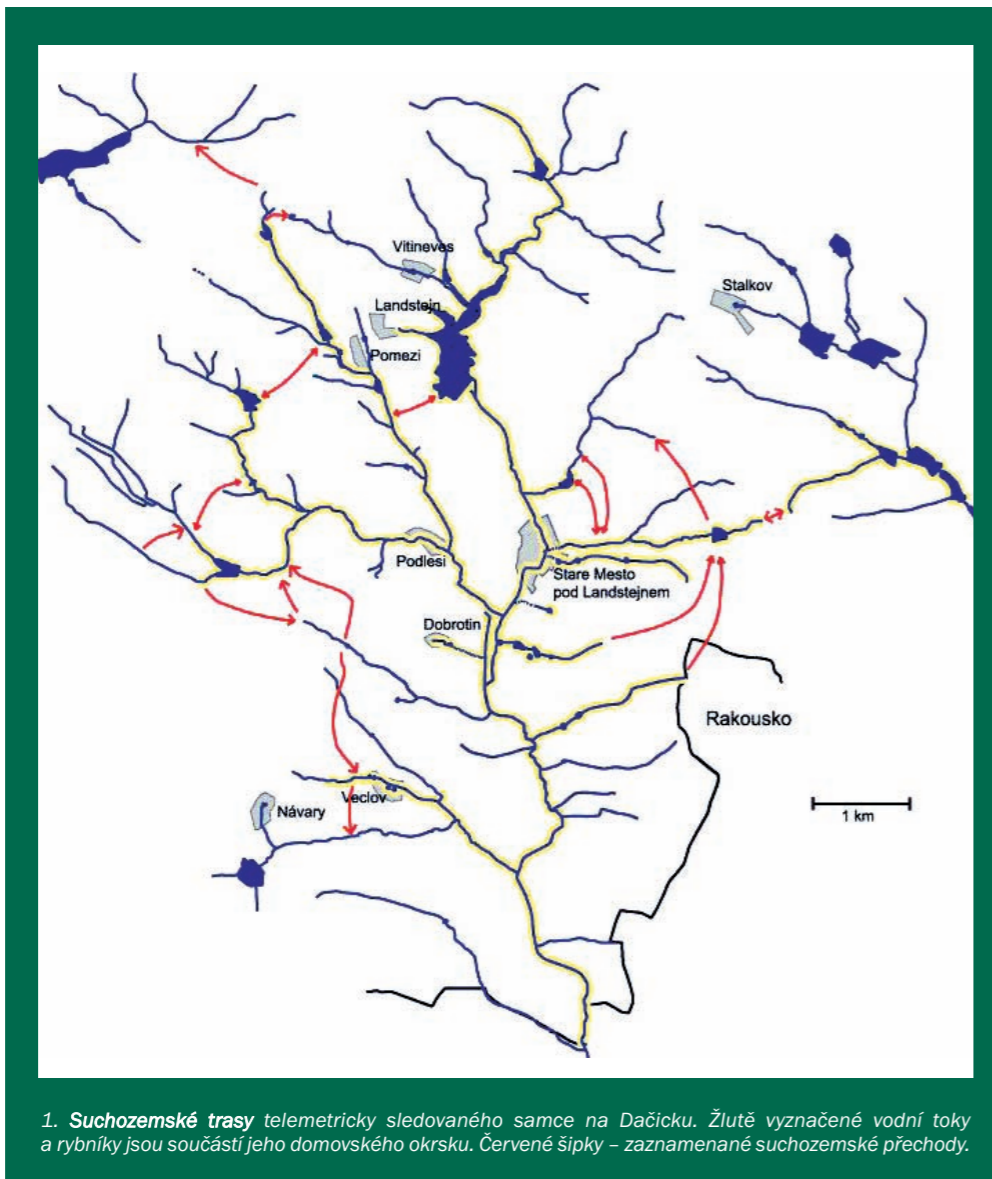 Vitineves
Stalkov
Landstejn
Pomezi
Podlesi
Stare Mesto
pod Landstejnem
Dobrotin
Rakousko
Veclov
Návary
1 km
1. Suchozemské trasy telemetricky sledovaného samce na Dačicku. Žlutě vyznačené vodní toky
a rybníky jsou součástí jeho domovského okrsku. Červené šipky – zaznamenané suchozemské přechody.